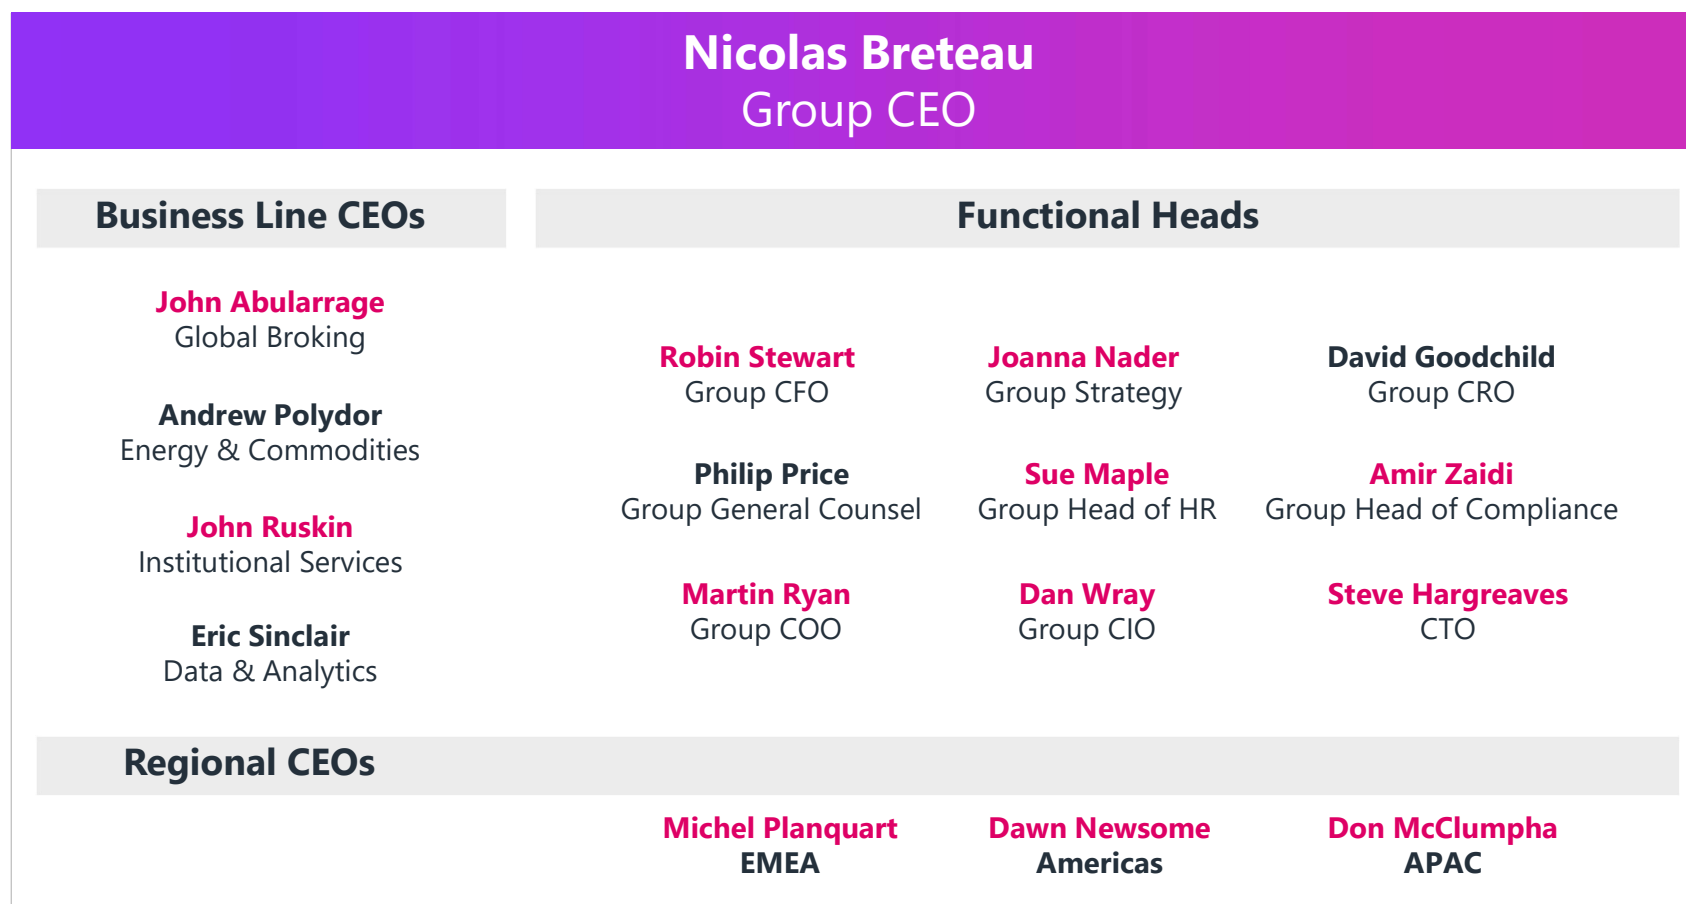 Nicolas Breteau
Group CEO
Business Line CEOs
John Abularrage
Global Broking
Andrew Polydor
Energy & Commodities
John Ruskin
Institutional Services
Eric Sinclair
Data & Analytics
Functional Heads
Robin Stewart
Group CFO
Joanna Nader
Group Strategy
David Goodchild
Group CRO
Philip Price
Group General Counsel
Sue Maple
Group Head of HR
Amir Zaidi
Group Head of Compliance
Martin Ryan
Group COO
Dan Wray
Group CIO
Steve Hargreaves
CTO
Regional CEOs
Michel Planquart
EMEA
Dawn Newsome
Americas
Don McClumpha
APAC